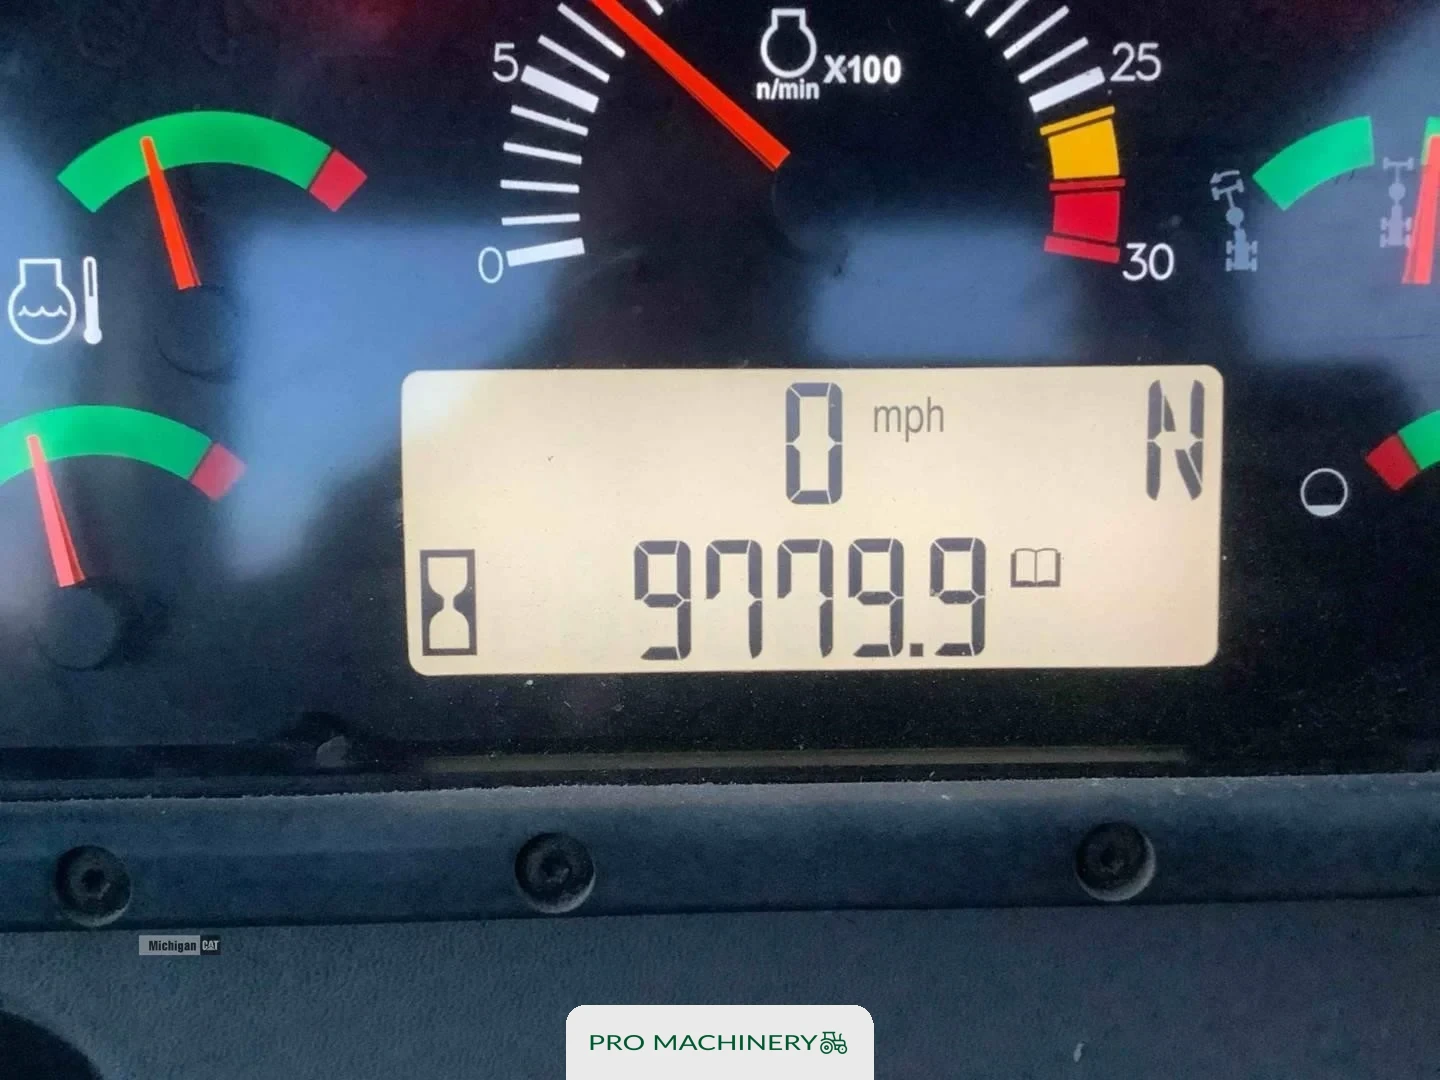 5
n/min X100
25
0
30
0 mph N
9779.9
Michigan CAT
PRO MACHINERY